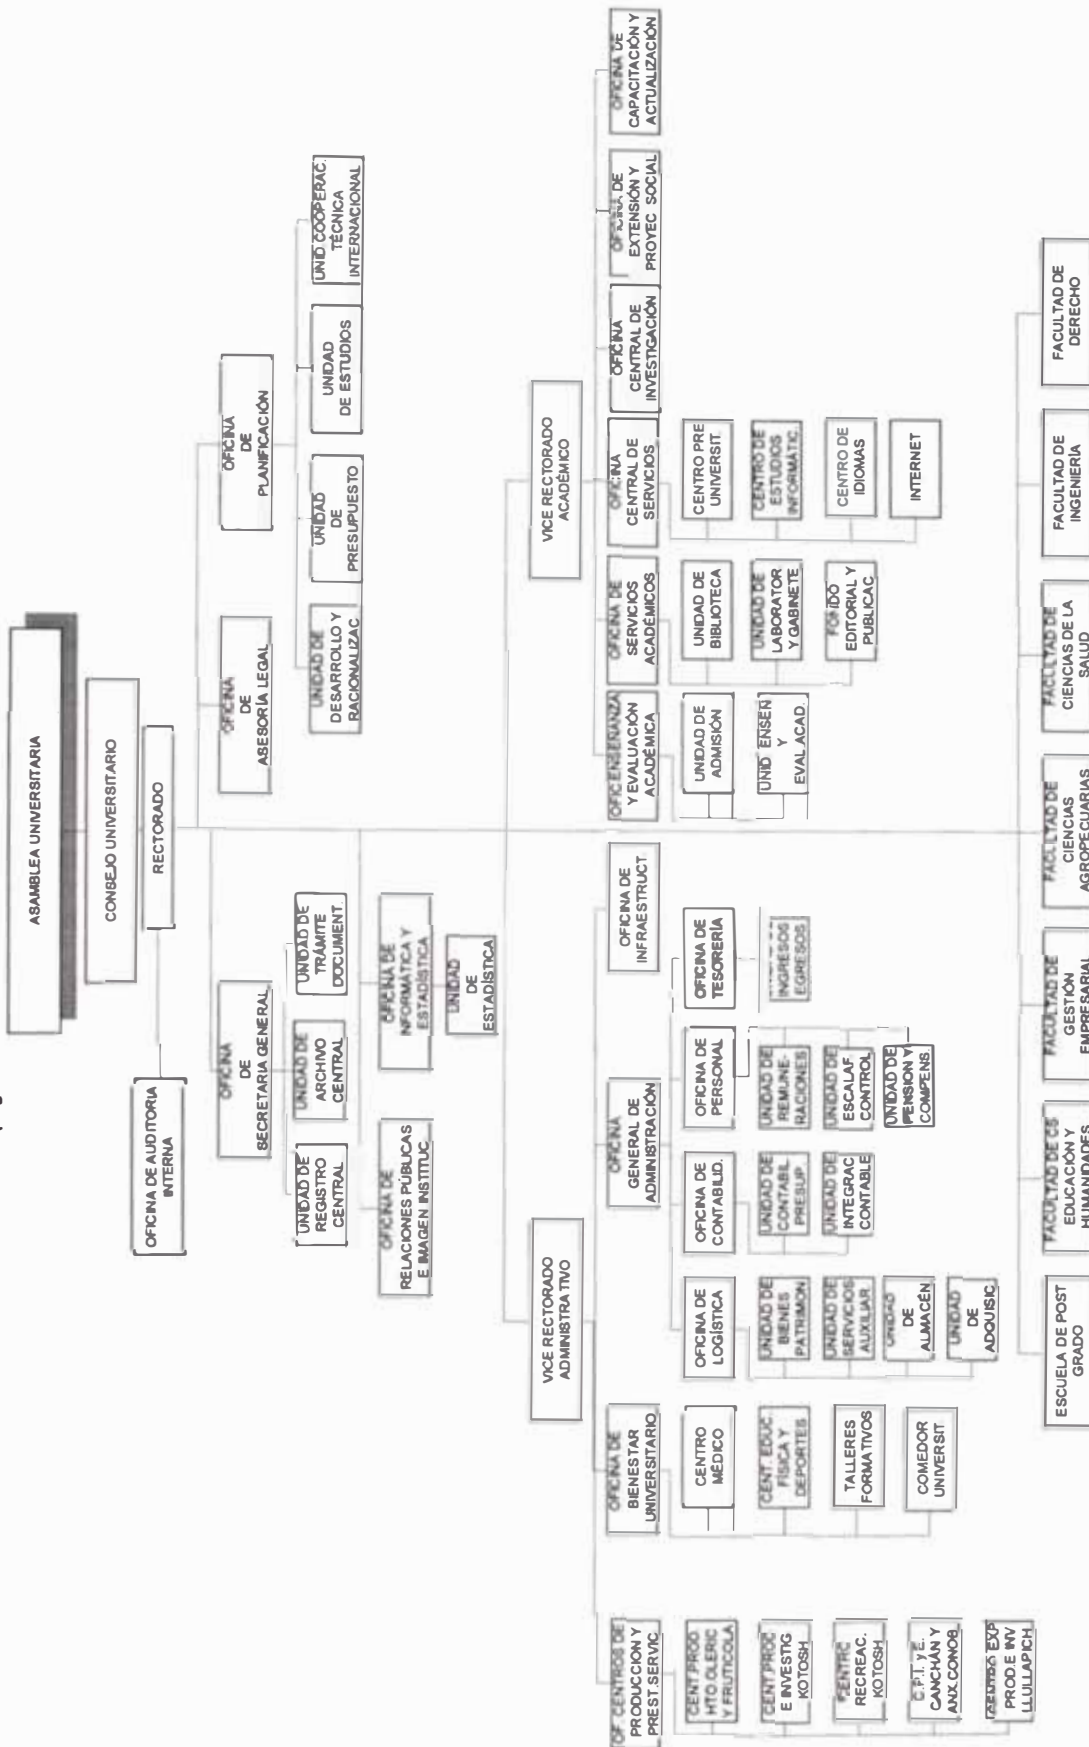 ASAMBLEA UNIVERSITARIA
CONSEJO UNIVERSITARIO
RECTORADO
OFICINA DE AUDITORIA
INTERNA
OFICINA
DE
SECRETARIA GENERAL
OFICINA
DE
ASESORÍA LEGAL
OFICINA
DE
PLANIFICACIÓN
UNIDAD DE
REGISTRO
CENTRAL
UNIDAD DE
ARCHIVO
CENTRAL
UNIDAD DE
TRÁMITE
DOCUMENT.
UNIDAD DE
DESARROLLO Y
RACIONALIZAC
UNIDAD
DE
PRESUPUESTO
UNIDAD
DE ESTUDIOS
UNID COOPERAC.
TÉCNICA
INTERNACIONAL
OFICINA DE
RELACIONES PÚBLICAS
E IMAGEN INSTITUC
OFICINA DE
INFORMÁTICA Y
ESTADÍSTICA
UNIDAD
DE
ESTADÍSTICA
VICE RECTORADO
ADMINISTRATIVO
VICE RECTORADO
ACADÉMICO
OF. CENTROS DE
PRODUCCION Y
PREST.SERVIC.
OFICINA DE
BIENESTAR
UNIVERSITARIO
OFICINA
GENERAL DE
ADMINISTRACIÓN
OFICINA DE
INFRAESTRUCT.
OFIC.ENSEÑANZA
Y EVALUACIÓN
ACADÉMICA
OFICINA DE
SERVICIOS
ACADÉMICOS
OFICINA
CENTRAL DE
SERVICIOS
OFICINA
CENTRAL DE
INVESTIGACIÓN
OFICINA DE
EXTENSIÓN Y
PROYEC SOCIAL
OFICINA DE
CAPACITACIÓN Y
ACTUALIZACIÓN
CENT.PROD.
HTO.OLERIC
Y FRUTICOLA
CENTRO
MÉDICO
OFICINA DE
LOGÍSTICA
OFICINA DE
CONTABILID.
OFICINA DE
PERSONAL
OFICINA DE
TESORERÍA
UNIDAD DE
ADMISIÓN
UNIDAD DE
BIBLIOTECA
CENTRO PRE
UNIVERSIT.
CENT.PROC
E INVESTIG
KOTOSH
CENT. EDUC.
FÍSICA Y
DEPORTES
UNIDAD DE
BIENES
PATRIMON
UNIDAD DE
CONTABIL.
PRESUP.
UNIDAD DE
REMUNE-
RACIONES
INGRESOS
EGRESOS
UNID ENSEN
Y
EVAL.ACAD.
UNIDAD DE
LABORATOR
Y GABINETE
CENTRO DE
ESTUDIOS
INFORMÁTIC.
CENTRO
RECREAC.
KOTOSH
TALLERES
FORMATIVOS
UNIDAD DE
SERVICIOS
AUXILIAR.
UNIDAD DE
INTEGRAC
CONTABLE
UNIDAD DE
ESCALAF.
CONTROL
FONDO
EDITORIAL Y
PUBLICAC
CENTRO DE
IDIOMAS
C.P.I. y E.
CANCHÁN Y
ANX.CONOB
COMEDOR
UNIVERSIT.
UNIDAD
DE
ALMACÉN
UNIDAD DE
PENSION Y
COMPENS.
INTERNET
CENTRO EXP
PROD.E INV
LLULLAPICH.
UNIDAD
DE
ADQUISIC.
ESCUELA DE POST
GRADO
FACULTAD DE CS
EDUCACIÓN Y
HUMANIDADES
FACULTAD DE
GESTIÓN
EMPRESARIAL
FACULTAD DE
CIENCIAS
AGROPECUARIAS
FACULTAD DE
CIENCIAS DE LA
SALUD
FACULTAD DE
INGENIERÍA
FACULTAD DE
DERECHO